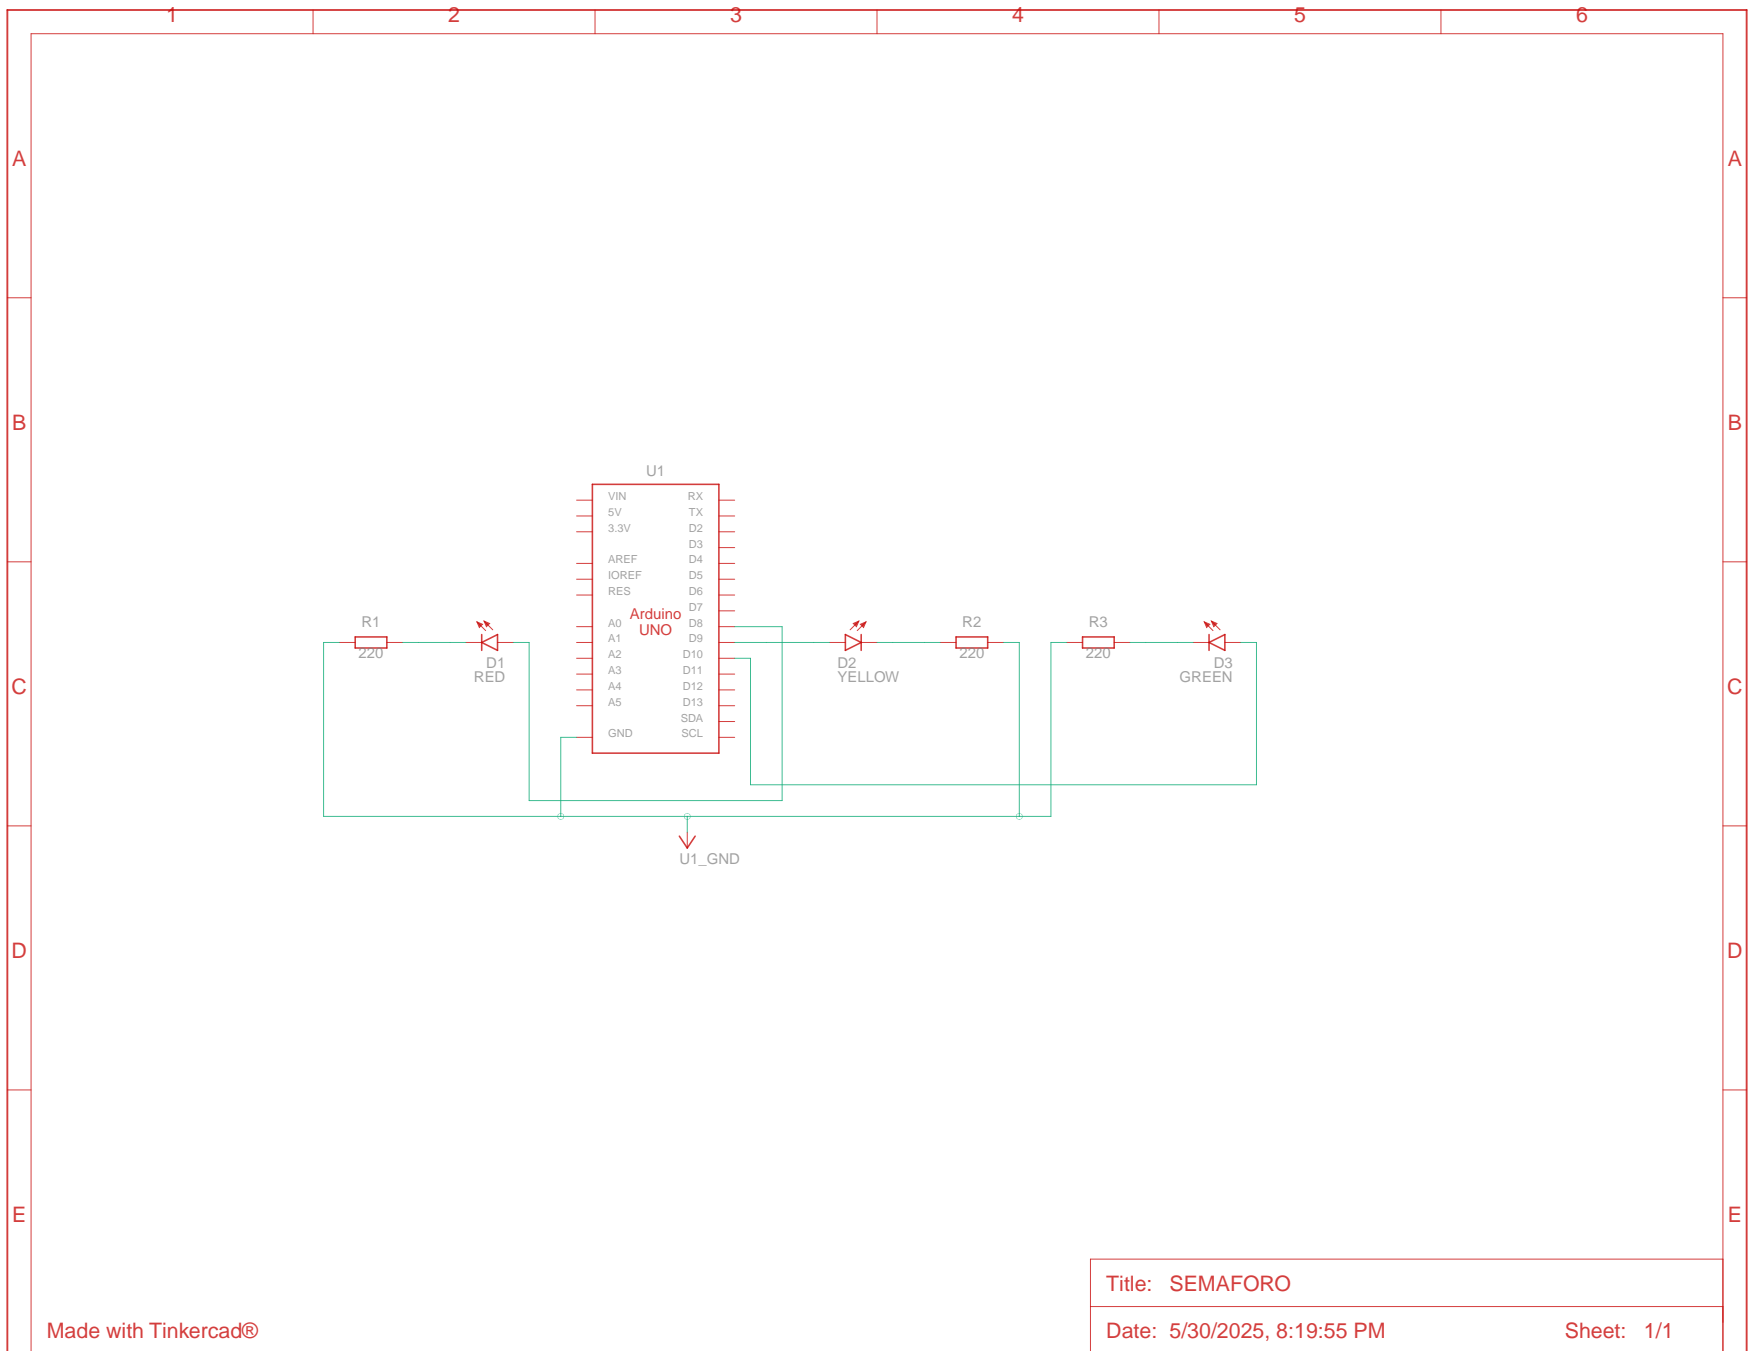 1 2 3 4 5 6
A A
B B
U1
VIN RX
5V TX
3.3V D2
D3
AREF D4
IOREF D5
RES D6
D7
Arduino
UNO
A0 D8
A1 D9
A2 D10
A3 D11
A4 D12
A5 D13
SDA
GND SCL
R1
220
D1
RED
D2
YELLOW
R2
220
R3
220
D3
GREEN
C C
U1_GND
D D
E E
Title: SEMAFORO
Made with Tinkercad®
Date: 5/30/2025, 8:19:55 PM Sheet: 1/1